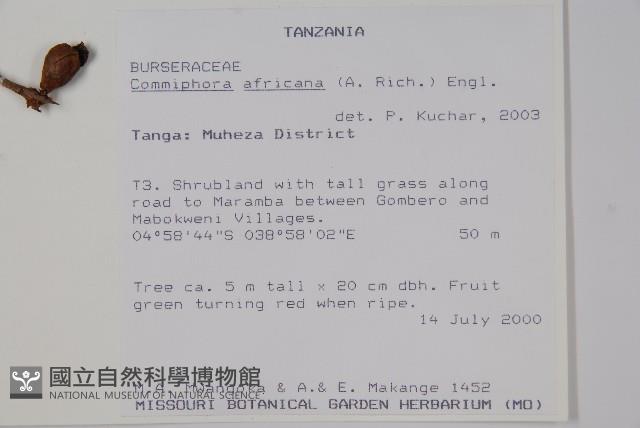 TANZANIA
BURSERACEAE
Commiphora africana (A. Rich.) Engl.
det. P. Kuchar, 2003
Tanga: Muheza District
T3. Shrubland with tall grass along
road to Maramba between Gombero and
Mabokweni Villages.
04°58'44"S 038°58'02"E 50 m
Tree ca. 5 m tall x 20 cm dbh. Fruit
green turning red when ripe.
14 July 2000
M.A. Mwangoka & A.& E. Makange 1452
MISSOURI BOTANICAL GARDEN HERBARIUM (MO)
國立自然科學博物館
NATIONAL MUSEUM OF NATURAL SCIENCE